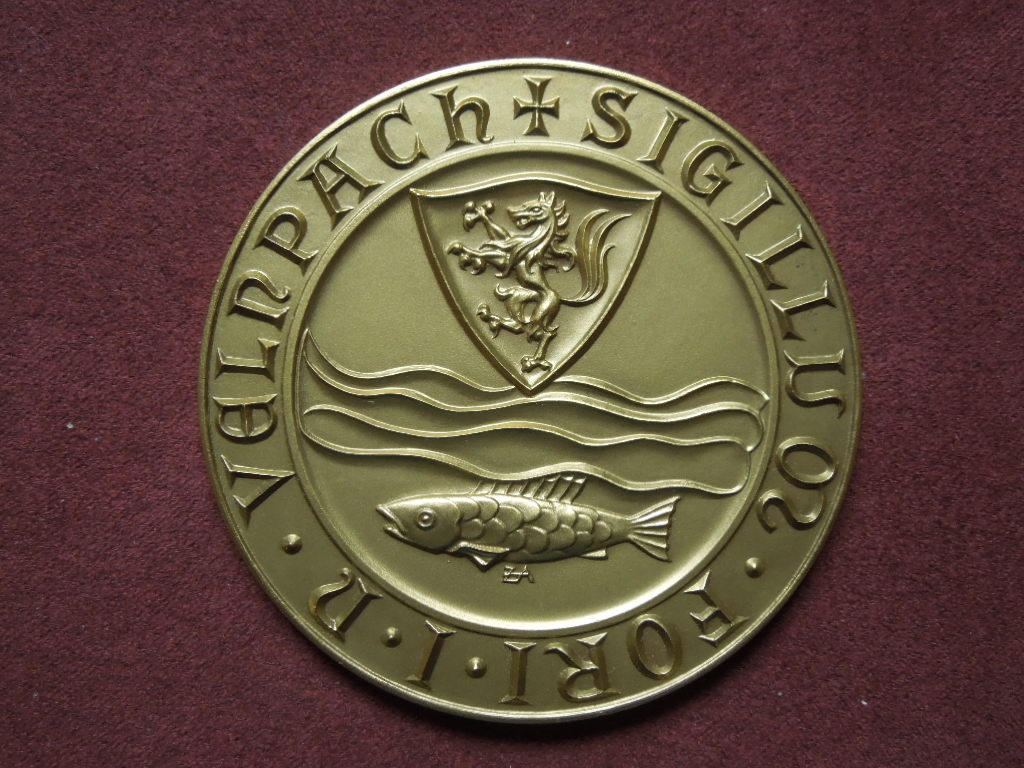 ✠ SIGILLUM · FORI · I · N · VELNPACh